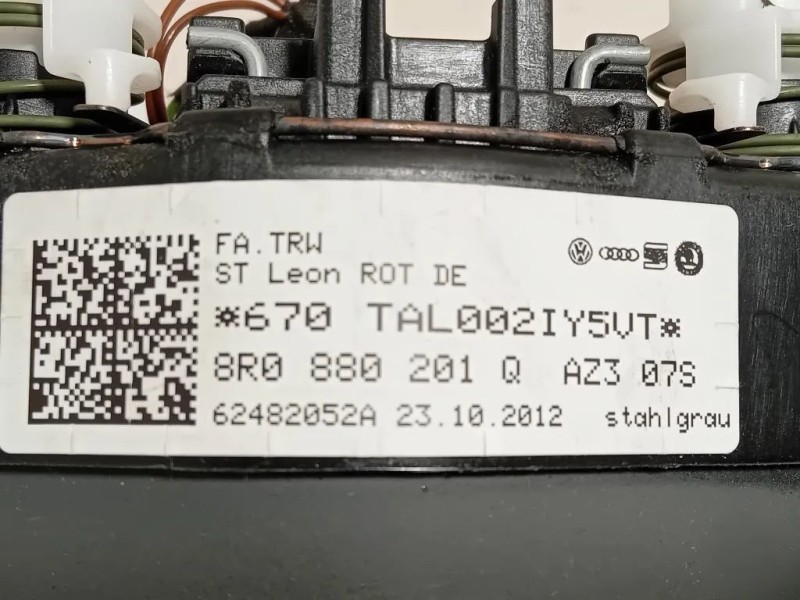 FA.TRW
ST Leon ROT DE
*670 TAL002IY5VT*
8R0 880 201 Q AZ3 07S
62482052A 23.10.2012 stahlgrau